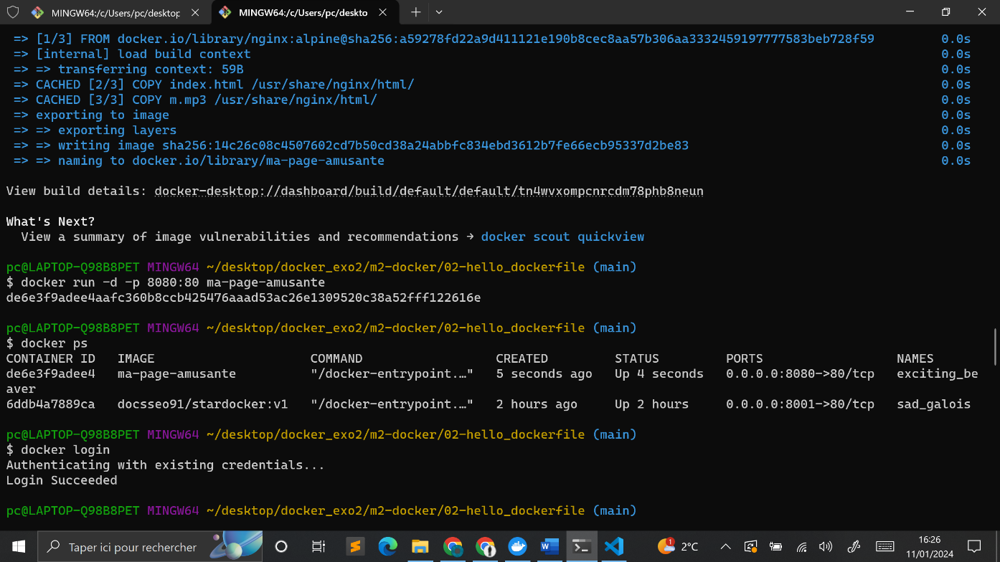 MINGW64:/c/Users/pc/desktop
MINGW64:/c/Users/pc/deskto
=> [1/3] FROM docker.io/library/nginx:alpine@sha256:a59278fd22a9d411121e190b8cec8aa57b306aa3332459197777583beb728f59 0.0s
=> [internal] load build context 0.0s
=> => transferring context: 59B 0.0s
=> CACHED [2/3] COPY index.html /usr/share/nginx/html/ 0.0s
=> CACHED [3/3] COPY m.mp3 /usr/share/nginx/html/ 0.0s
=> exporting to image 0.0s
=> => exporting layers 0.0s
=> => writing image sha256:14c26c08c4507602cd7b50cd38a24abbfc834ebd3612b7fe66ecb95337d2be83 0.0s
=> => naming to docker.io/library/ma-page-amusante 0.0s
View build details: docker-desktop://dashboard/build/default/default/tn4wvxompcnrcdm78phb8neun
What's Next?
View a summary of image vulnerabilities and recommendations → docker scout quickview
pc@LAPTOP-Q98B8PET MINGW64 ~/desktop/docker_exo2/m2-docker/02-hello_dockerfile (main)
$ docker run -d -p 8080:80 ma-page-amusante
de6e3f9adee4aafc360b8ccb425476aaad53ac26e1309520c38a52fff122616e
pc@LAPTOP-Q98B8PET MINGW64 ~/desktop/docker_exo2/m2-docker/02-hello_dockerfile (main)
$ docker ps
CONTAINER ID IMAGE COMMAND CREATED STATUS PORTS NAMES
de6e3f9adee4 ma-page-amusante "/docker-entrypoint.…" 5 seconds ago Up 4 seconds 0.0.0.0:8080->80/tcp exciting_be
aver
6ddb4a7889ca docsseo91/stardocker:v1 "/docker-entrypoint.…" 2 hours ago Up 2 hours 0.0.0.0:8001->80/tcp sad_galois
pc@LAPTOP-Q98B8PET MINGW64 ~/desktop/docker_exo2/m2-docker/02-hello_dockerfile (main)
$ docker login
Authenticating with existing credentials...
Login Succeeded
pc@LAPTOP-Q98B8PET MINGW64 ~/desktop/docker_exo2/m2-docker/02-hello_dockerfile (main)
Taper ici pour rechercher
1
2°C
16:26
11/01/2024